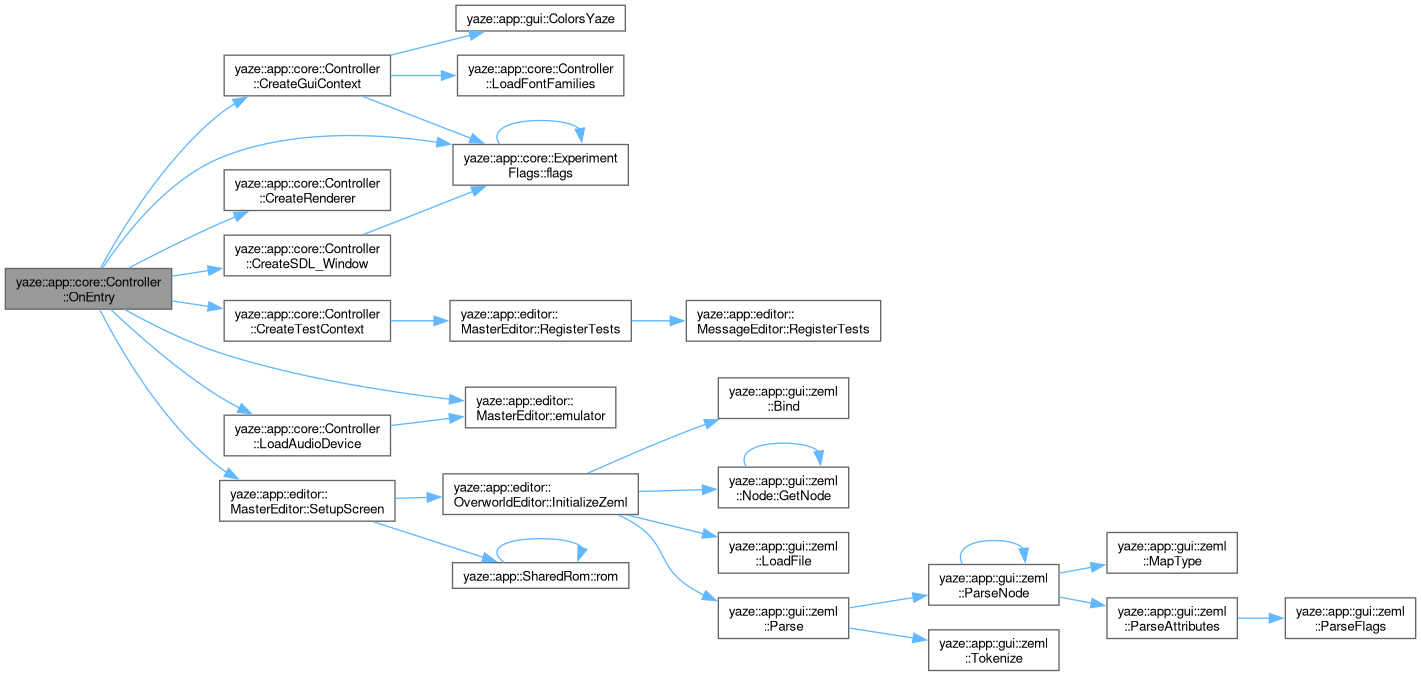 yaze::app::gui::ColorsYaze
yaze::app::core::Controller
::CreateGuiContext
yaze::app::core::Controller
::LoadFontFamilies
yaze::app::core::Experiment
Flags::flags
yaze::app::core::Controller
::CreateRenderer
yaze::app::core::Controller
::CreateSDL_Window
yaze::app::core::Controller
::OnEntry
yaze::app::core::Controller
::CreateTestContext
yaze::app::editor::
MasterEditor::RegisterTests
yaze::app::editor::
MessageEditor::RegisterTests
yaze::app::editor::
MasterEditor::emulator
yaze::app::core::Controller
::LoadAudioDevice
yaze::app::gui::zeml
::Bind
yaze::app::editor::
MasterEditor::SetupScreen
yaze::app::editor::
OverworldEditor::InitializeZeml
yaze::app::gui::zeml
::Node::GetNode
yaze::app::gui::zeml
::LoadFile
yaze::app::SharedRom::rom
yaze::app::gui::zeml
::Parse
yaze::app::gui::zeml
::ParseNode
yaze::app::gui::zeml
::MapType
yaze::app::gui::zeml
::ParseAttributes
yaze::app::gui::zeml
::ParseFlags
yaze::app::gui::zeml
::Tokenize